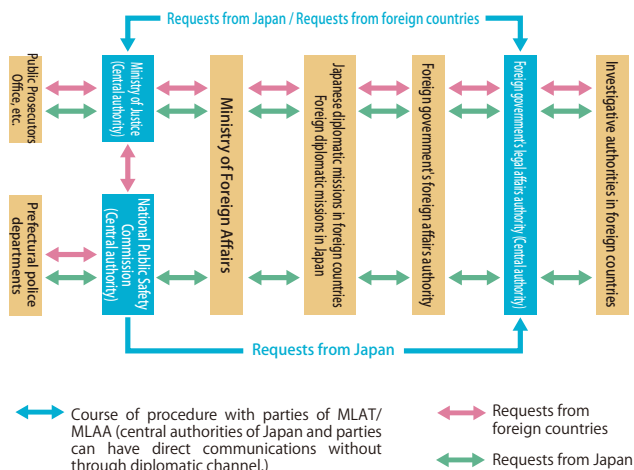 Requests from Japan / Requests from foreign countries
Public Prosecutors
Office, etc.
Ministry of Justice
(Central authority)
Ministry of Foreign Affairs
Japanese diplomatic missions in foreign countries
Foreign diplomatic missions in Japan
Foreign government's foreign affairs authority
Foreign government's legal affairs authority (Central authority)
Investigative authorities in foreign countries
Prefectural police
departments
National Public Safety
Commission
(Central authority)
Requests from Japan
Course of procedure with parties of MLAT/
MLAA (central authorities of Japan and parties
can have direct communications without
through diplomatic channel.)
Requests from
foreign countries
Requests from Japan